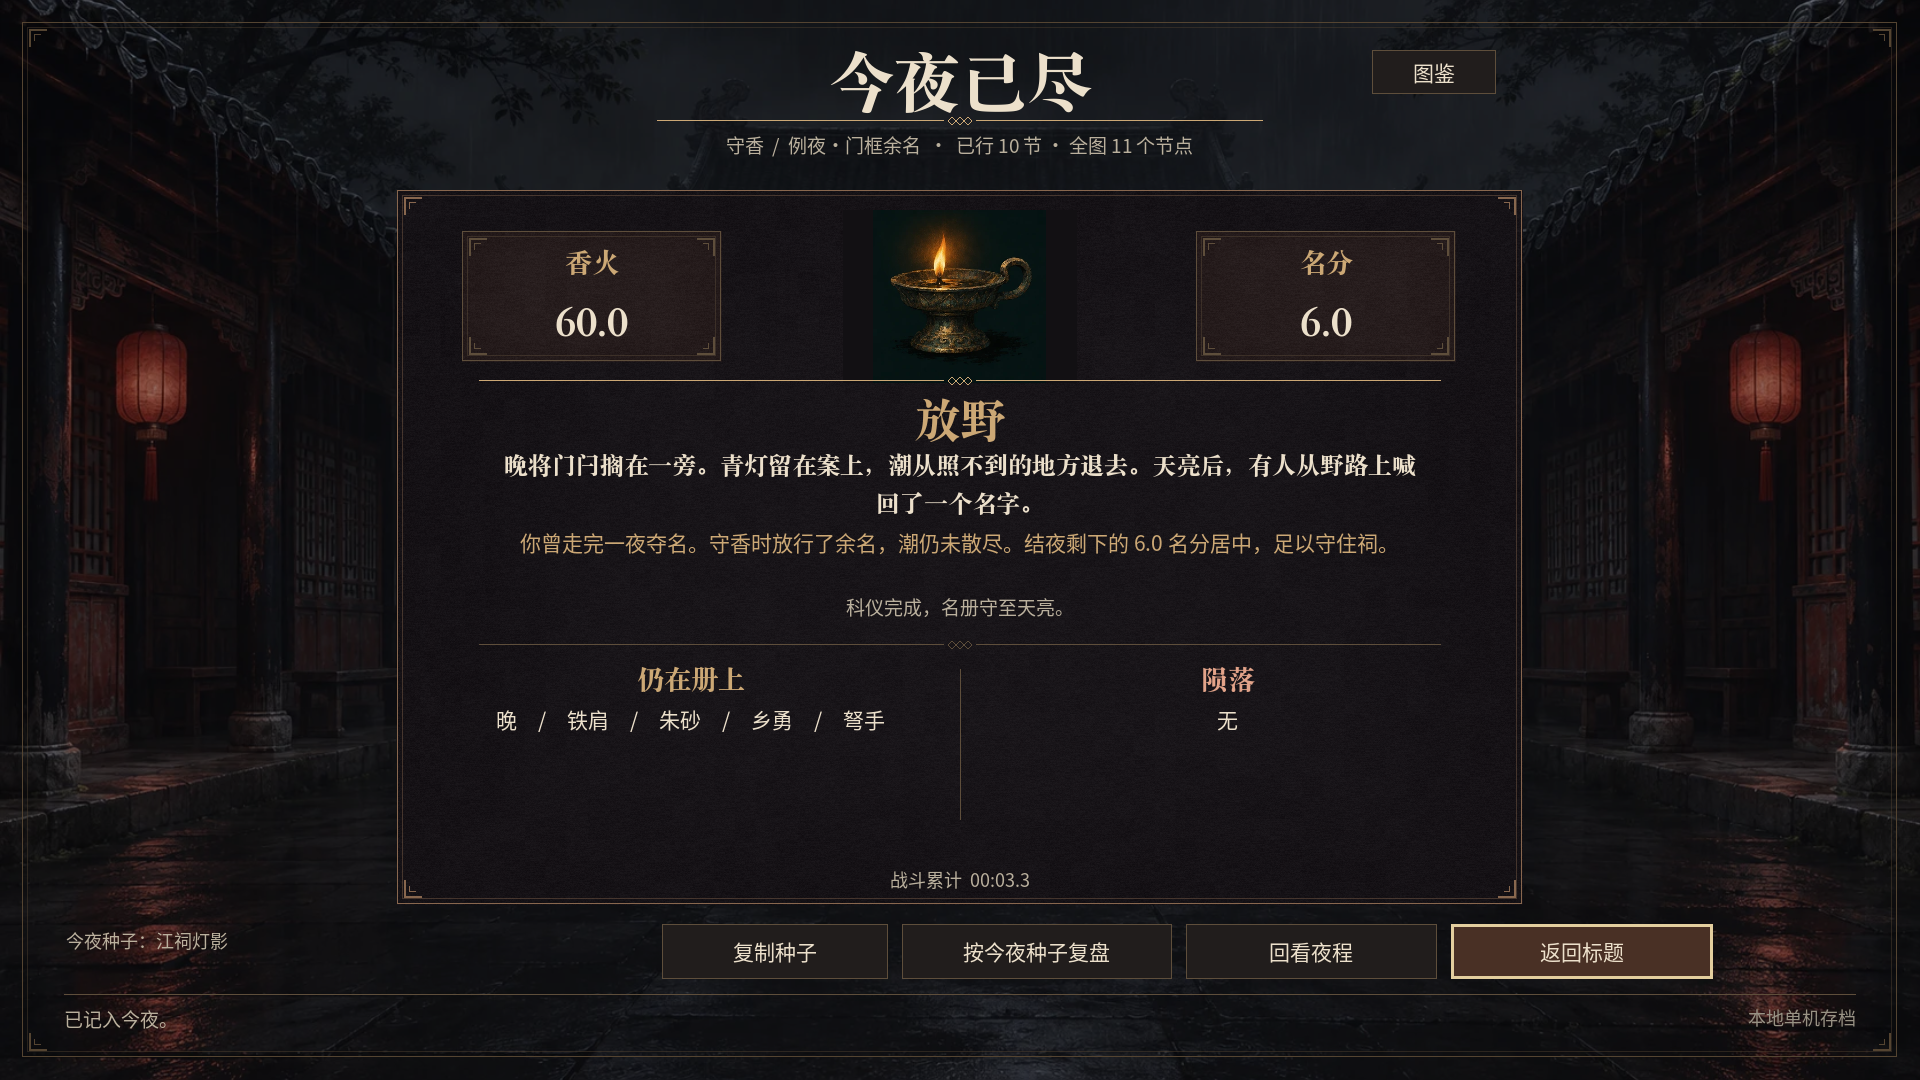 今夜已尽
图鉴
守香 / 例夜·门框余名 · 已行 10 节 · 全图 11 个节点
香火
60.0
名分
6.0
放野
晚将门闩搁在一旁。青灯留在案上，潮从照不到的地方退去。天亮后，有人从野路上喊
回了一个名字。
你曾走完一夜夺名。守香时放行了余名，潮仍未散尽。结夜剩下的 6.0 名分居中，足以守住祠。
科仪完成，名册守至天亮。
仍在册上
晚 / 铁肩 / 朱砂 / 乡勇 / 弩手
陨落
无
战斗累计 00:03.3
今夜种子：江祠灯影
复制种子
按今夜种子复盘
回看夜程
返回标题
已记入今夜。
本地单机存档